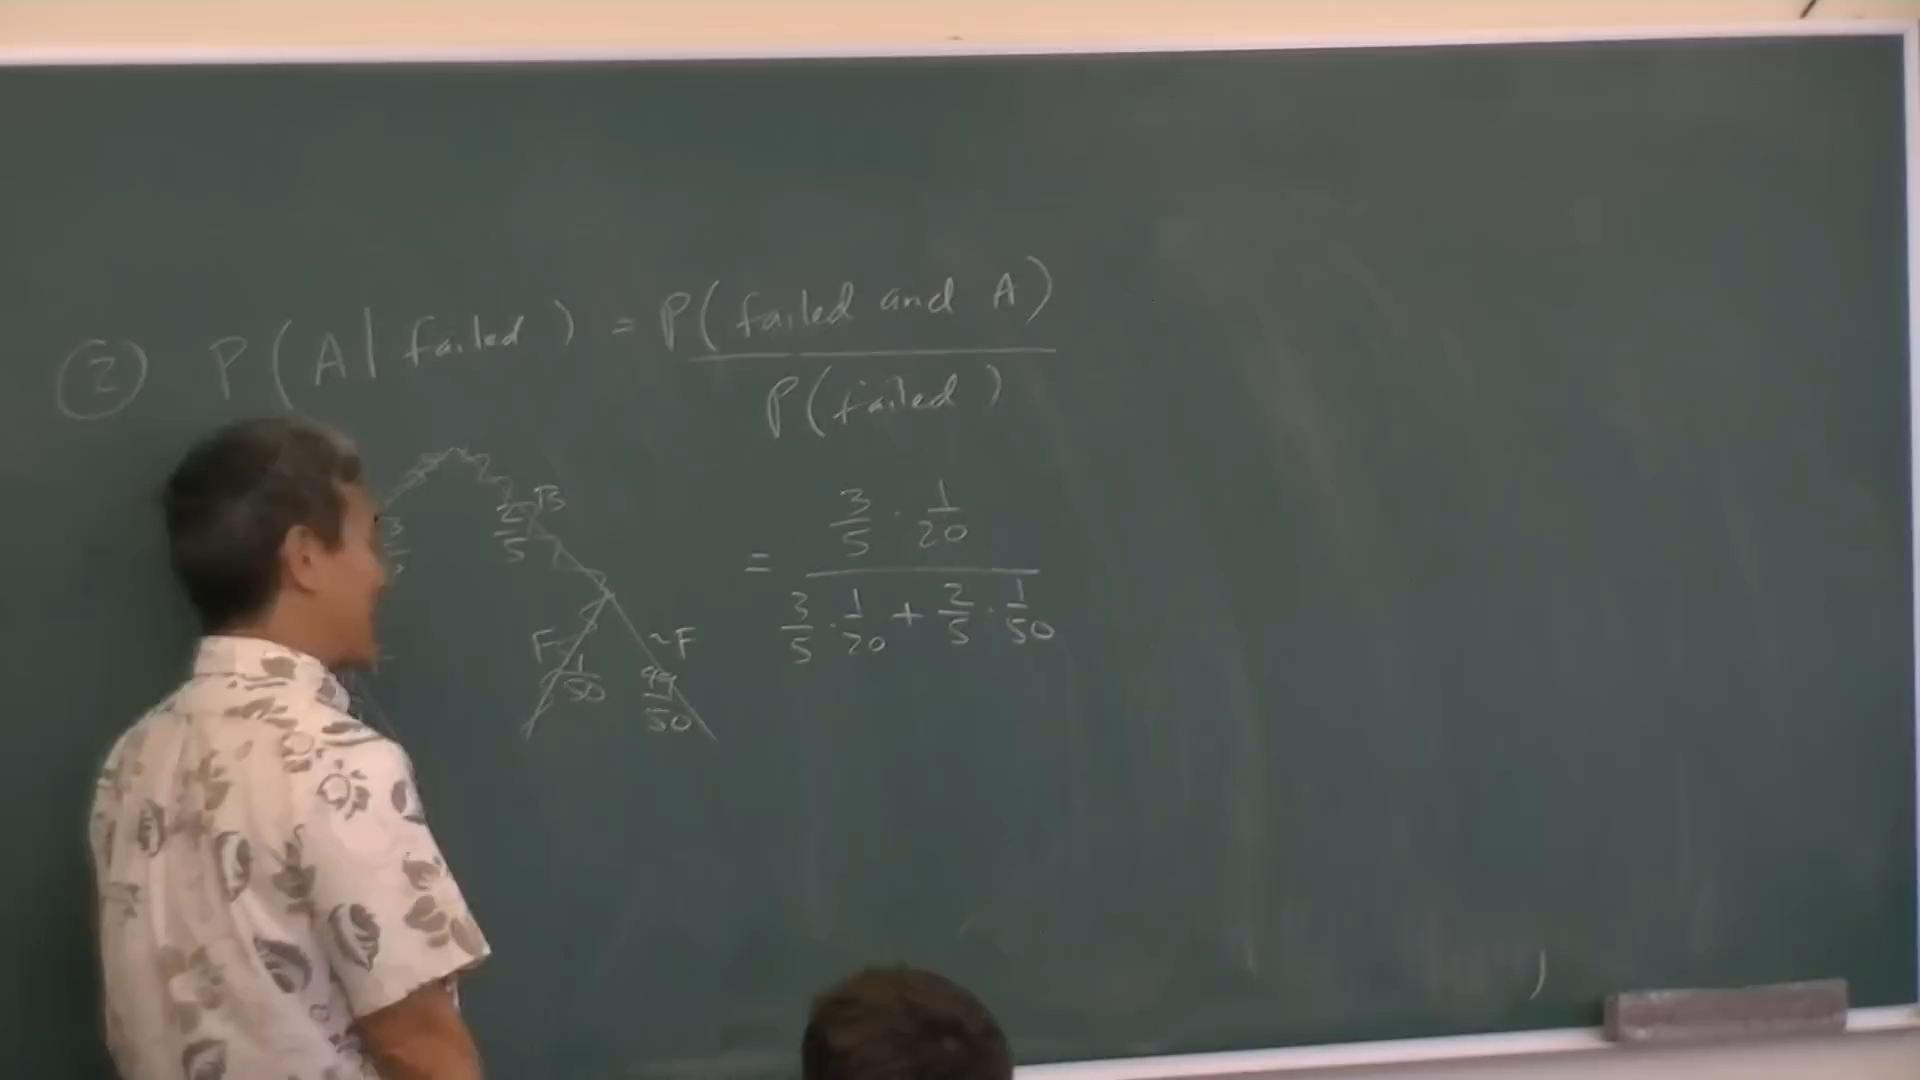 ② P(A | failed) = P(failed and A) / P(failed)
3/5
2/5 B
F 1/50
~F 49/50
= 3/5 · 1/20 / 3/5 · 1/20 + 2/5 · 1/50